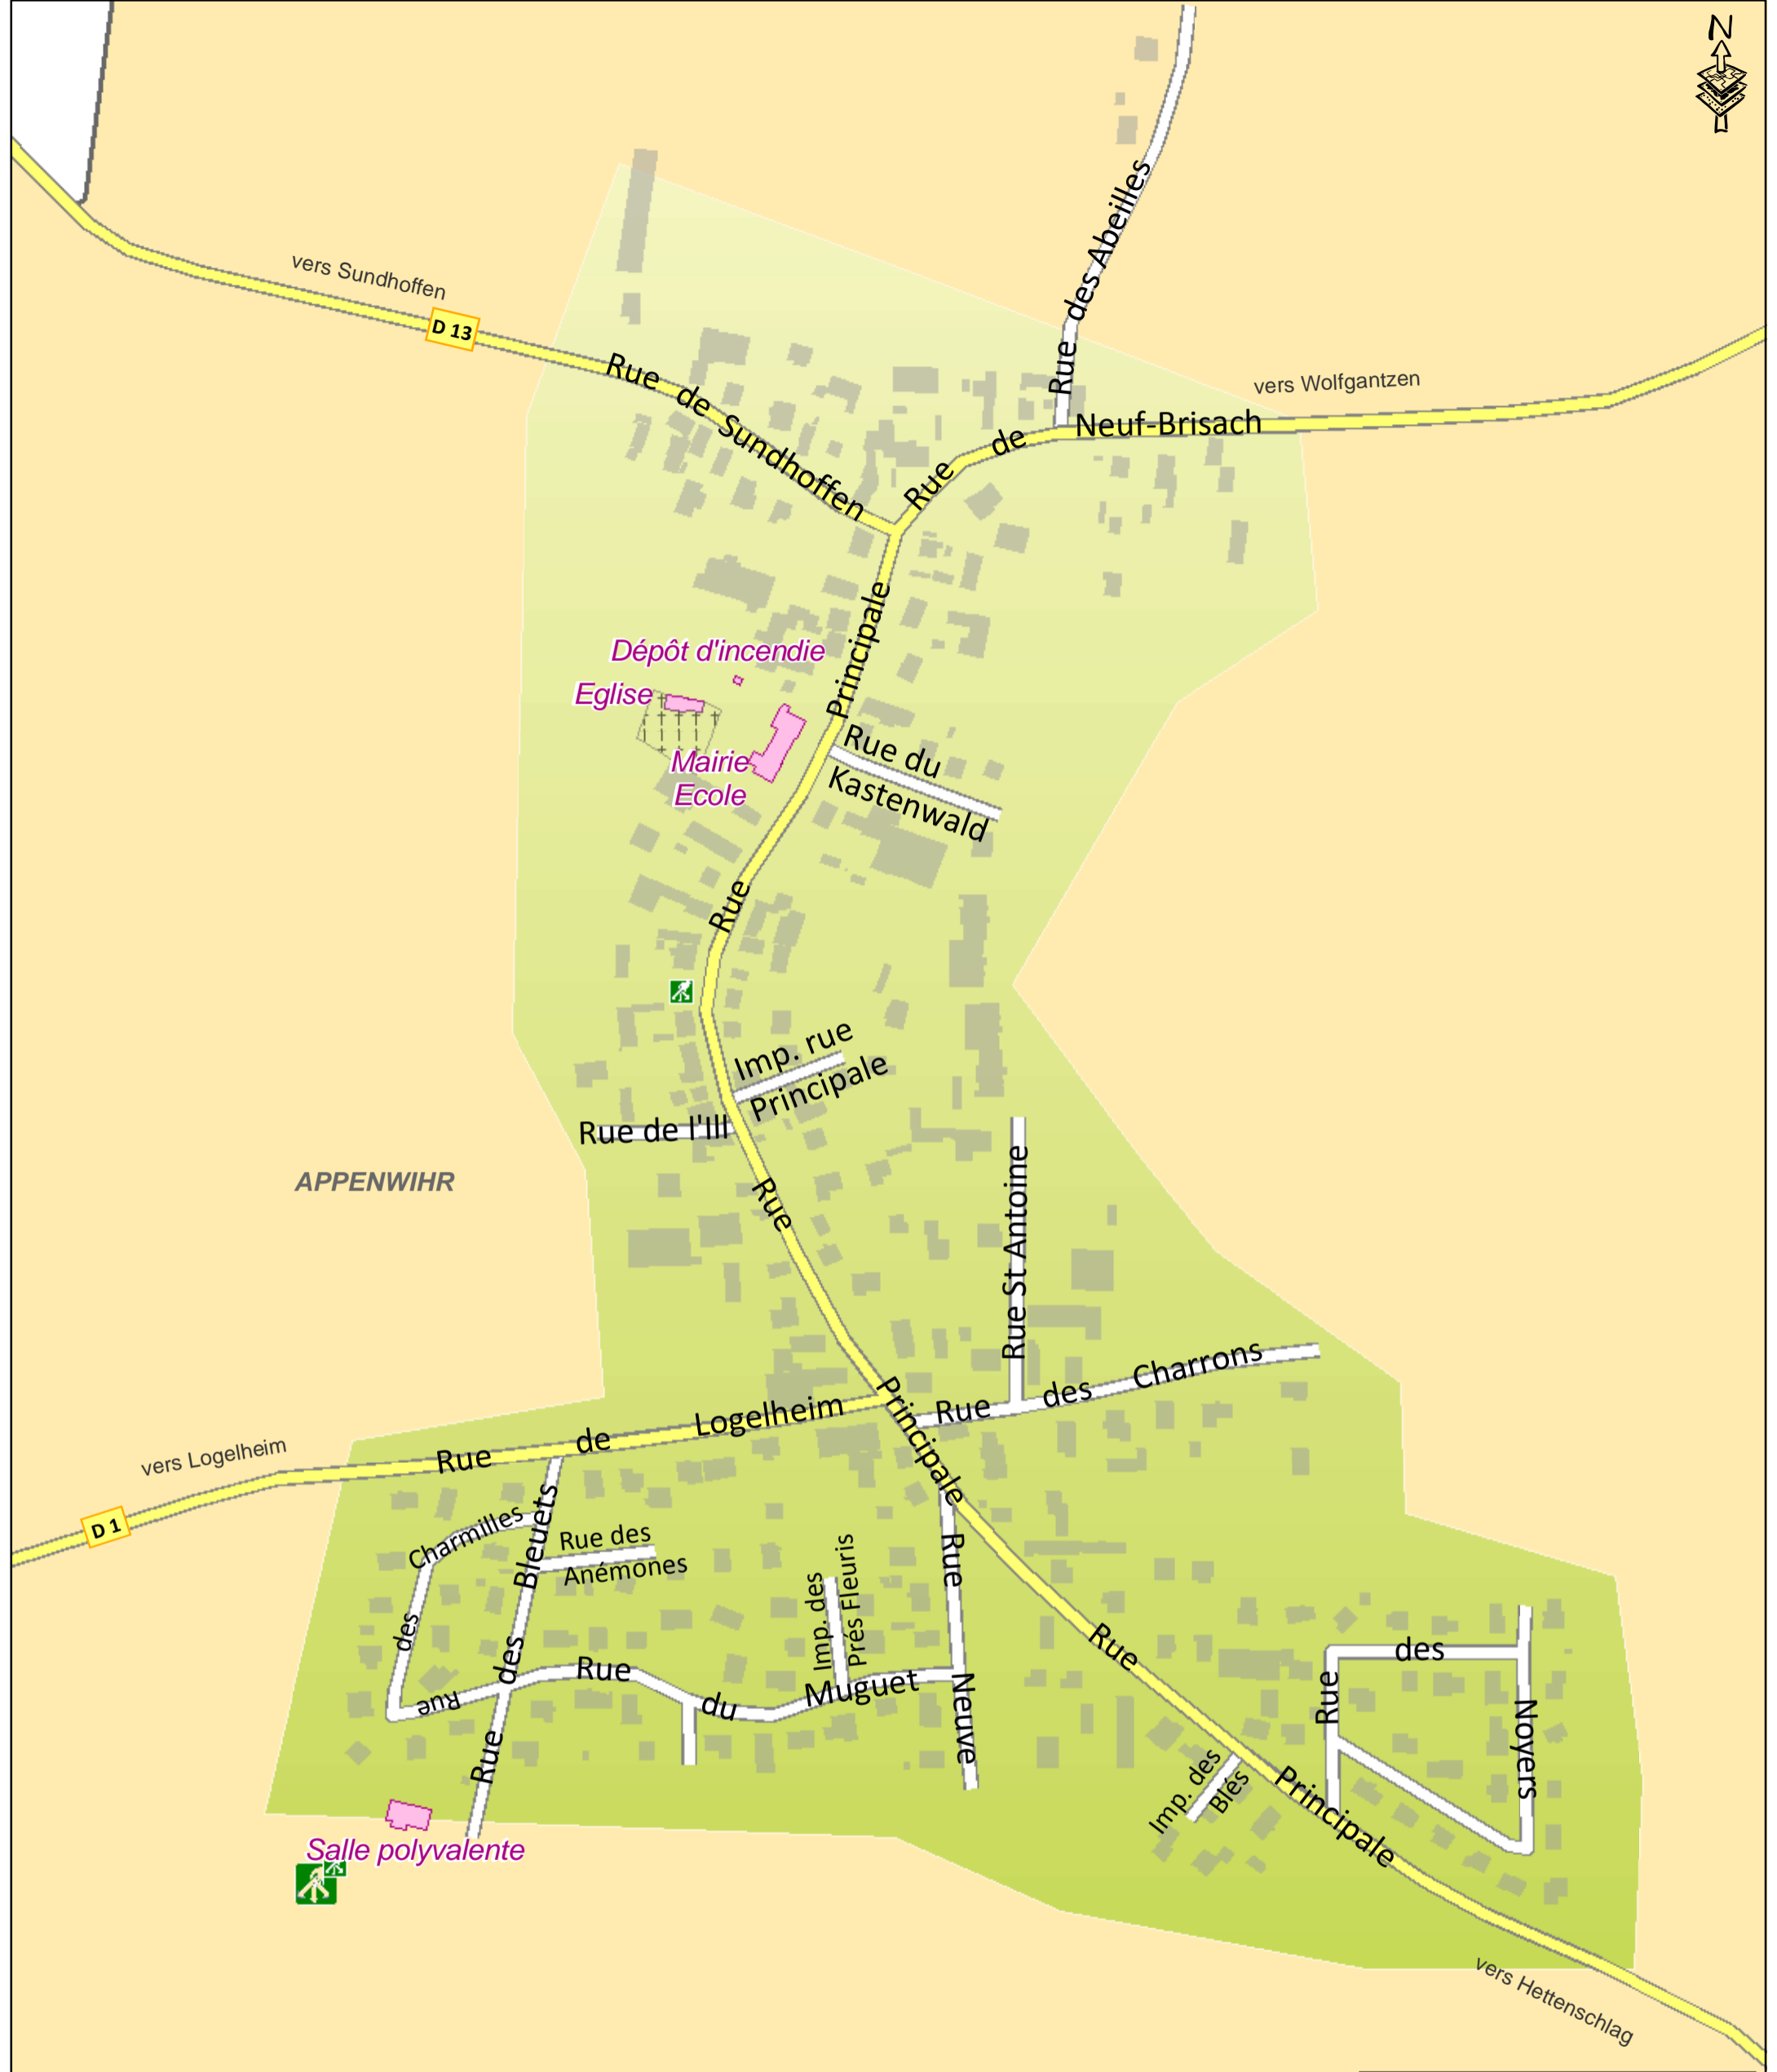 N
vers Sundhoffen
D 13
Rue de Sundhoffen
Rue des Abeilles
vers Wolfgantzen
Rue de Neuf-Brisach
Principale
Dépôt d'incendie
Eglise
Mairie
Ecole
Rue du
Kastenwald
Rue
Imp. rue
Principale
Rue de l'Ill
APPENWIHR
Rue
Rue St Antoine
Rue des Charrons
Principale
Rue de Logelheim
vers Logelheim
D 1
Rue des Charmilles
Rue des Bleuets
Rue des
Anémones
Imp. des
Prés Fleuris
Rue Neuve
Rue du Muguet
Rue
Principale
Rue des Noyers
Imp. des
Blés
Salle polyvalente
vers Hettenschlag